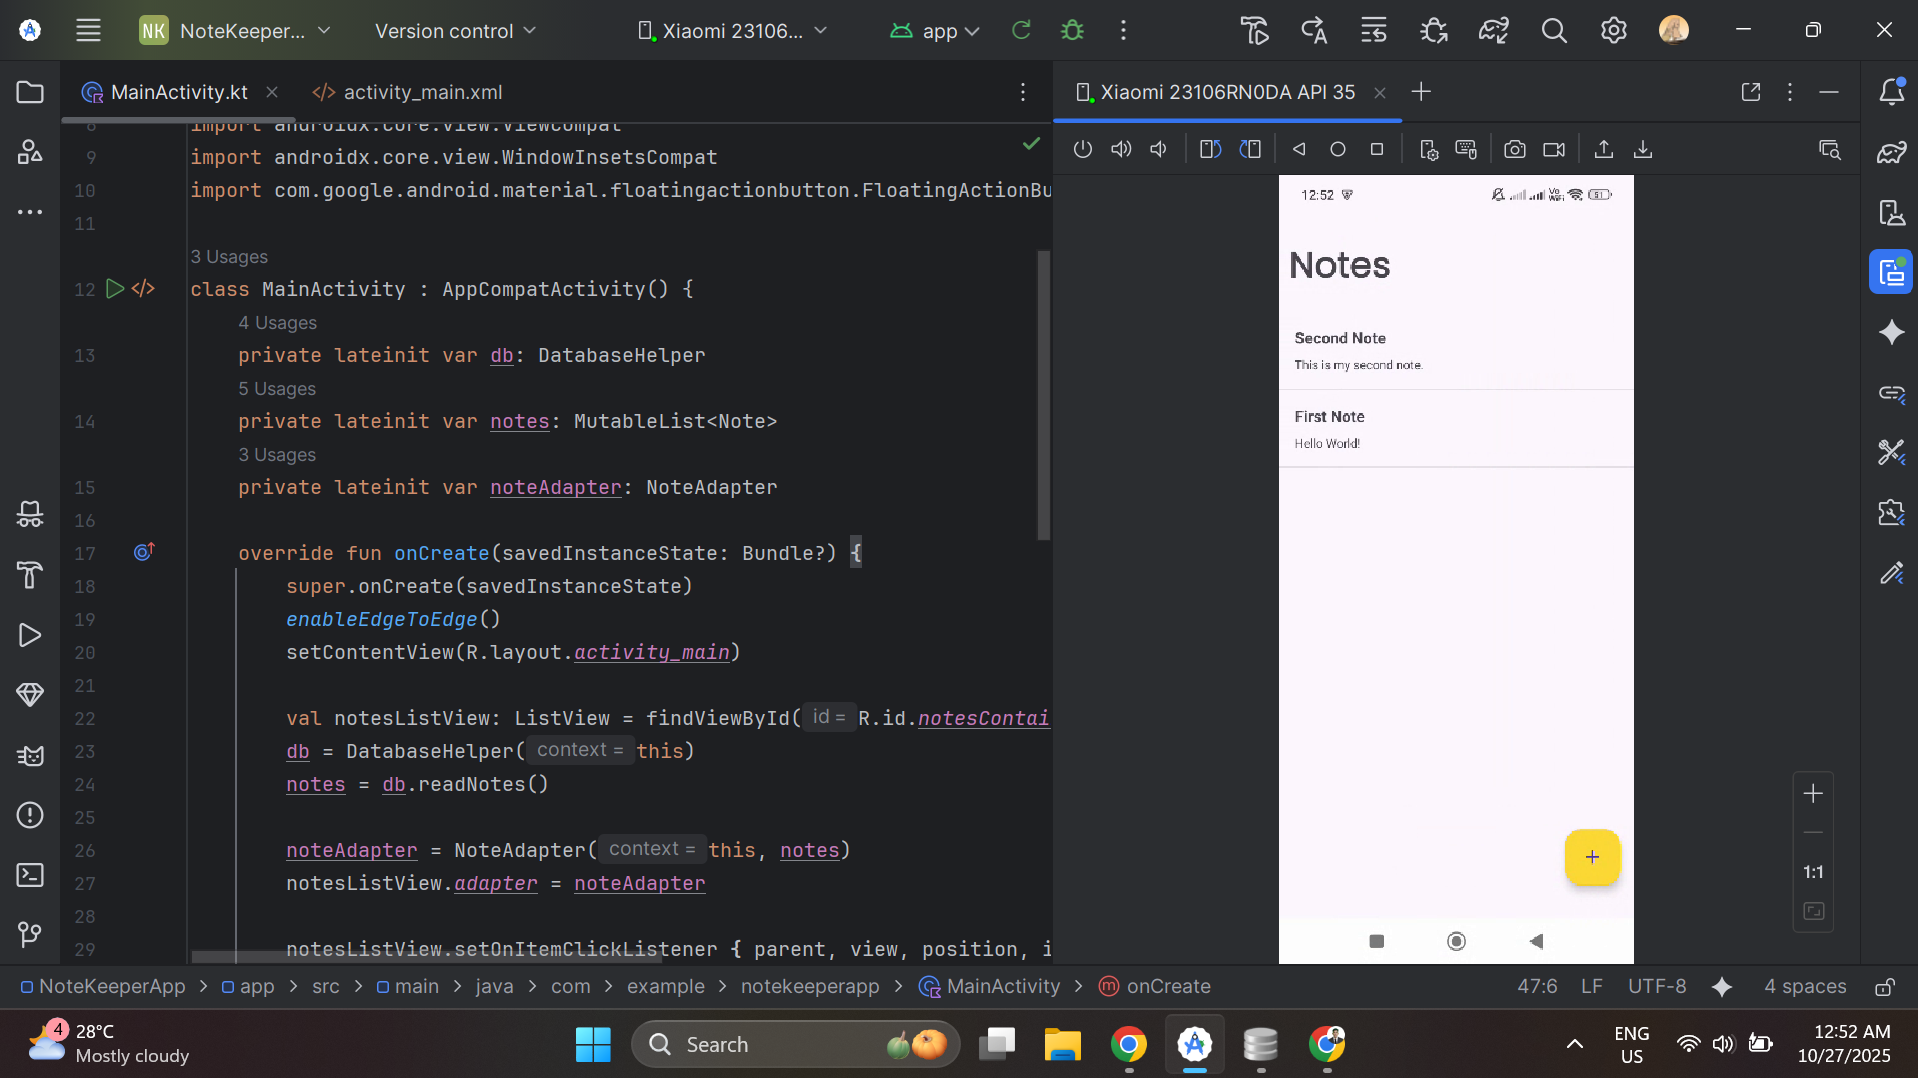 NK NoteKeeper... Version control Xiaomi 23106... app
MainActivity.kt activity_main.xml
8 import androidx.core.view.ViewCompat
9 import androidx.core.view.WindowInsetsCompat
10 import com.google.android.material.floatingactionbutton.FloatingActionBu
11
3 Usages
12 class MainActivity : AppCompatActivity() {
4 Usages
13 private lateinit var db: DatabaseHelper
5 Usages
14 private lateinit var notes: MutableList<Note>
3 Usages
15 private lateinit var noteAdapter: NoteAdapter
16
17 override fun onCreate(savedInstanceState: Bundle?) {
18 super.onCreate(savedInstanceState)
19 enableEdgeToEdge()
20 setContentView(R.layout.activity_main)
21
22 val notesListView: ListView = findViewById( id = R.id.notesContai
23 db = DatabaseHelper( context = this)
24 notes = db.readNotes()
25
26 noteAdapter = NoteAdapter( context = this, notes)
27 notesListView.adapter = noteAdapter
28
29 notesListView.setOnItemClickListener { parent, view, position, i
Xiaomi 23106RN0DA API 35
12:52
Vo
WiFi
51
Notes
Second Note
This is my second note.
First Note
Hello World!
+
1:1
NoteKeeperApp > app > src > main > java > com > example > notekeeperapp > MainActivity > onCreate
47:6 LF UTF-8 4 spaces
4
28°C
Mostly cloudy
Search
ENG
US
12:52 AM
10/27/2025